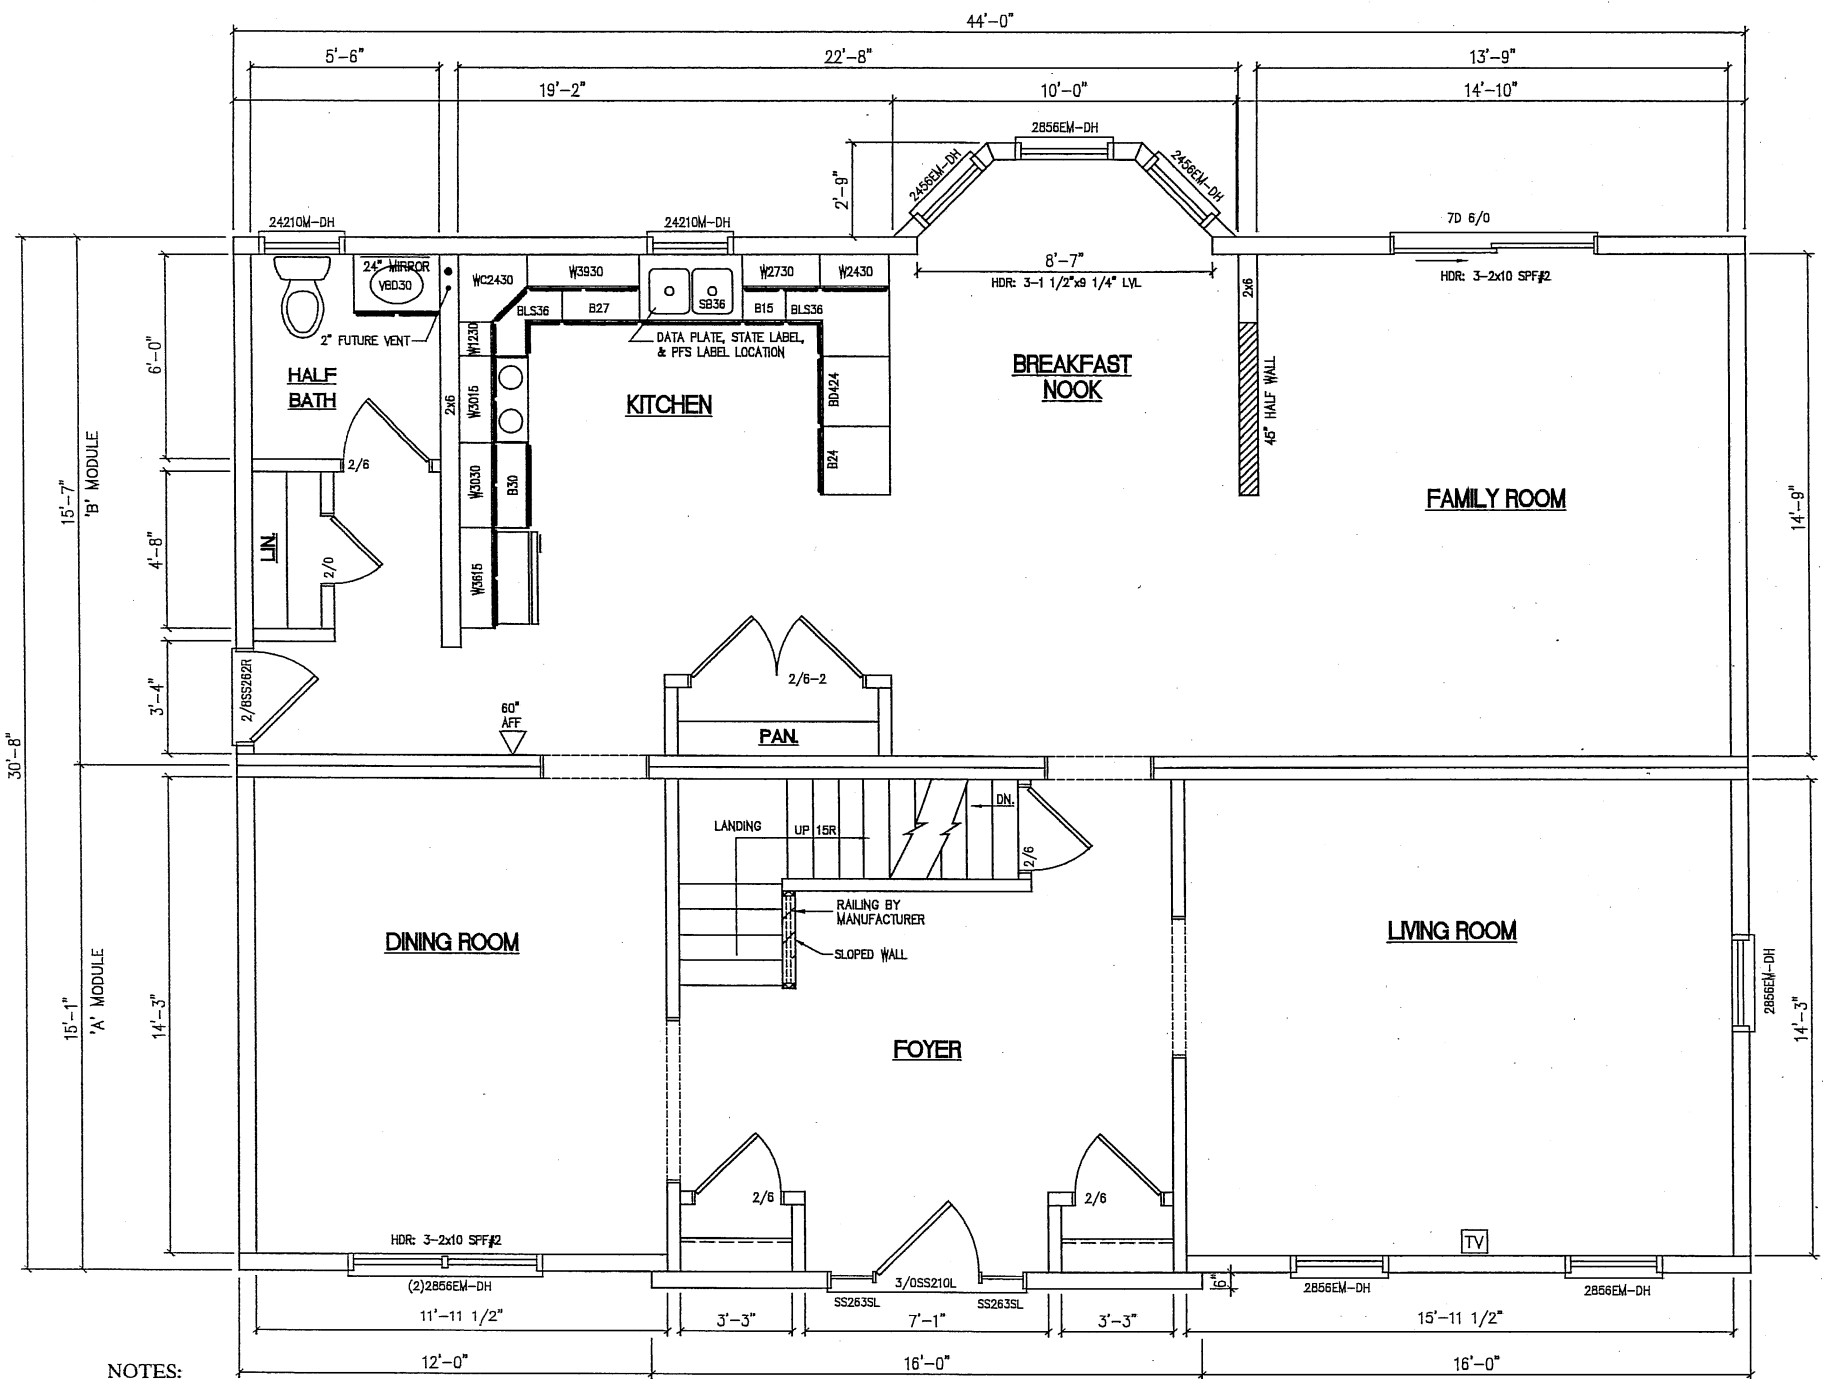 44'-0"
5'-6"
22'-8"
13'-9"
19'-2"
10'-0"
14'-10"
2856EM-DH
2456EM-DH
2456EM-DH
2'-9"
24210M-DH
24210M-DH
7D 6/0
8'-7"
HDR: 3-1 1/2"x9 1/4" LVL
HDR: 3-2x10 SPF#2
24" MIRROR
VBD30
WC2430
W3930
W2730
W2430
SB36
BLS36
B27
B15
BLS36
2x6
2" FUTURE VENT
W1230
DATA PLATE, STATE LABEL,
& PFS LABEL LOCATION
6'-0"
HALF
BATH
2x6
W3015
KITCHEN
BD424
BREAKFAST
NOOK
45" HALF WALL
2/6
B24
W3030
B30
FAMILY ROOM
15'-7"
'B' MODULE
14'-9"
4'-8"
LIN.
2/0
W3615
3'-4"
2/8SS262R
60"
AFF
2/6-2
PAN.
30'-8"
LANDING
UP 15R
DN.
2/6
RAILING BY
MANUFACTURER
SLOPED WALL
DINING ROOM
LIVING ROOM
2856EM-DH
15'-1"
'A' MODULE
14'-3"
14'-3"
FOYER
2/6
2/6
HDR: 3-2x10 SPF#2
TV
(2)2856EM-DH
3/0SS210L
SS263SL
SS263SL
6"
2856EM-DH
2856EM-DH
11'-11 1/2"
3'-3"
7'-1"
3'-3"
15'-11 1/2"
12'-0"
16'-0"
16'-0"
NOTES: